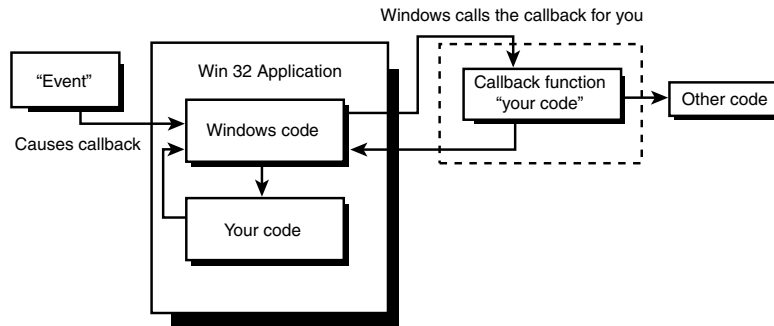 Windows calls the callback for you
“Event”
Win 32 Application
Callback function
“your code”
Other code
Windows code
Causes callback
Your code